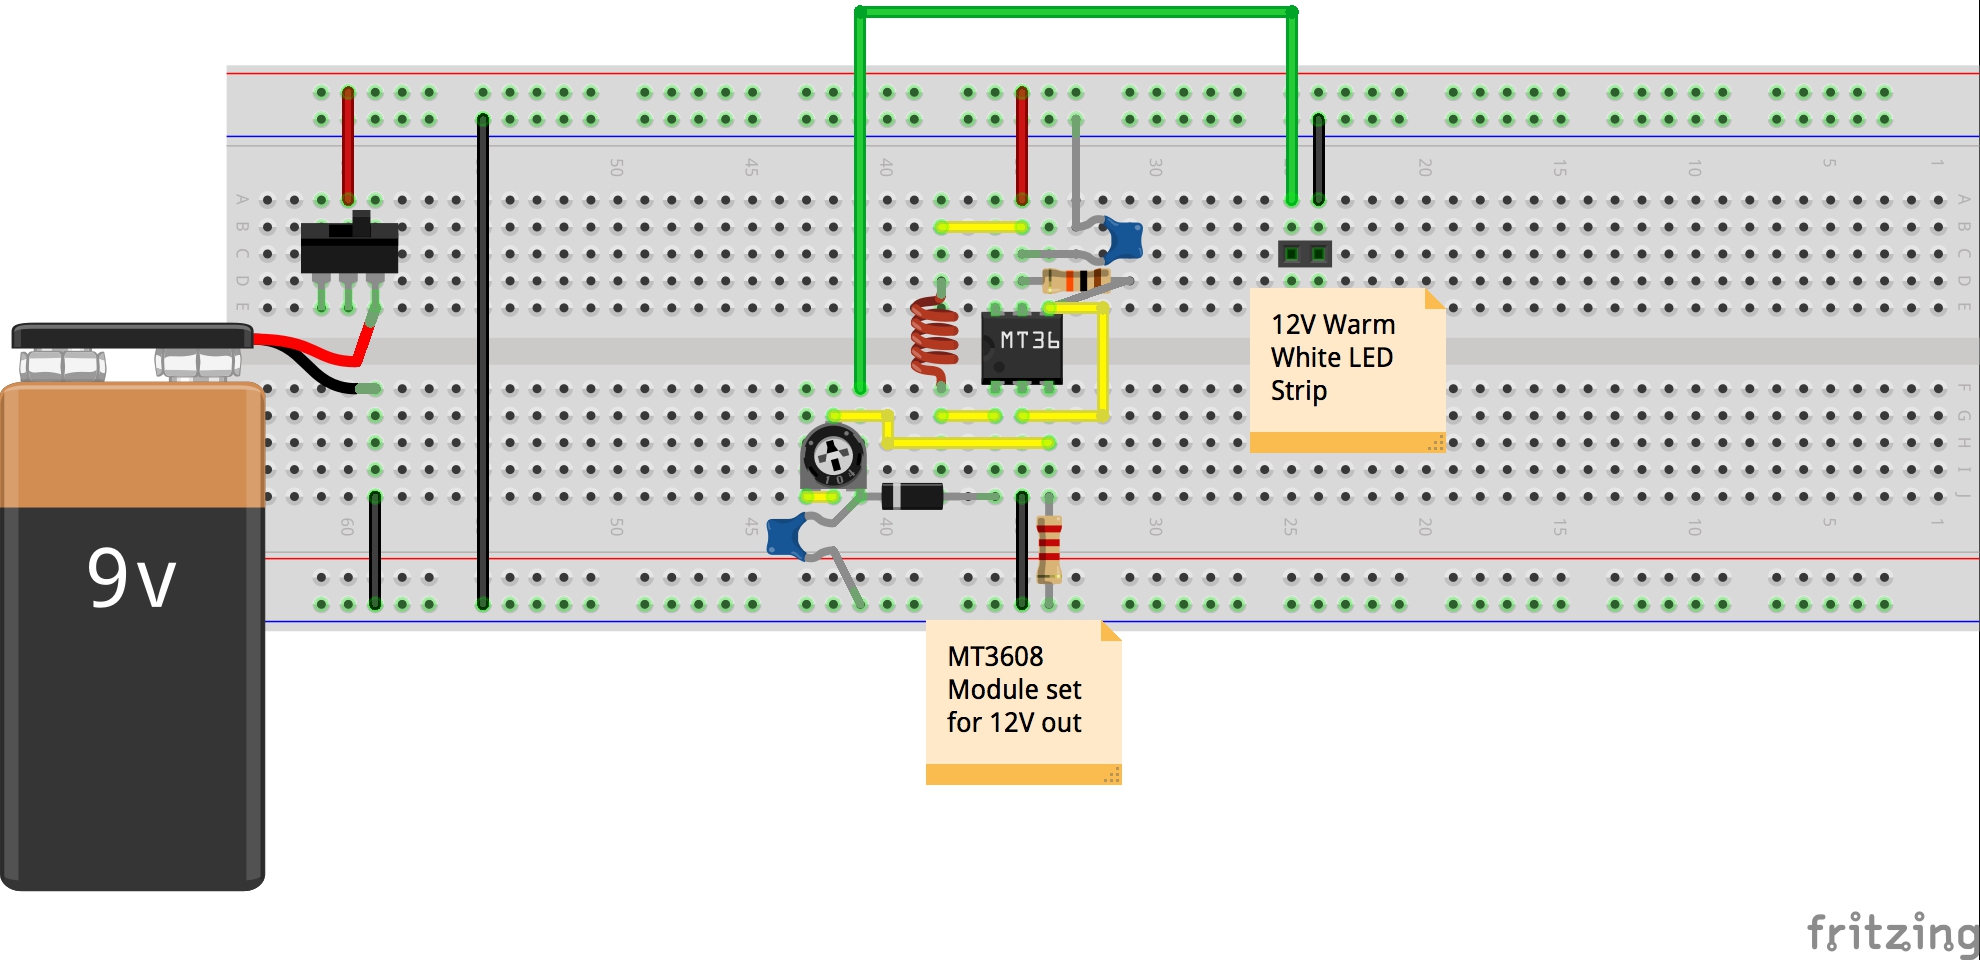 50 45 40 30 20 15 10 5 1
A A
B B
C C
D D
E E
MT36
12V Warm
White LED
Strip
F F
G G
H H
I I
J J
104
60 50 45 40 30 25 20 15 10 5 1
9v
MT3608
Module set
for 12V out
fritzing